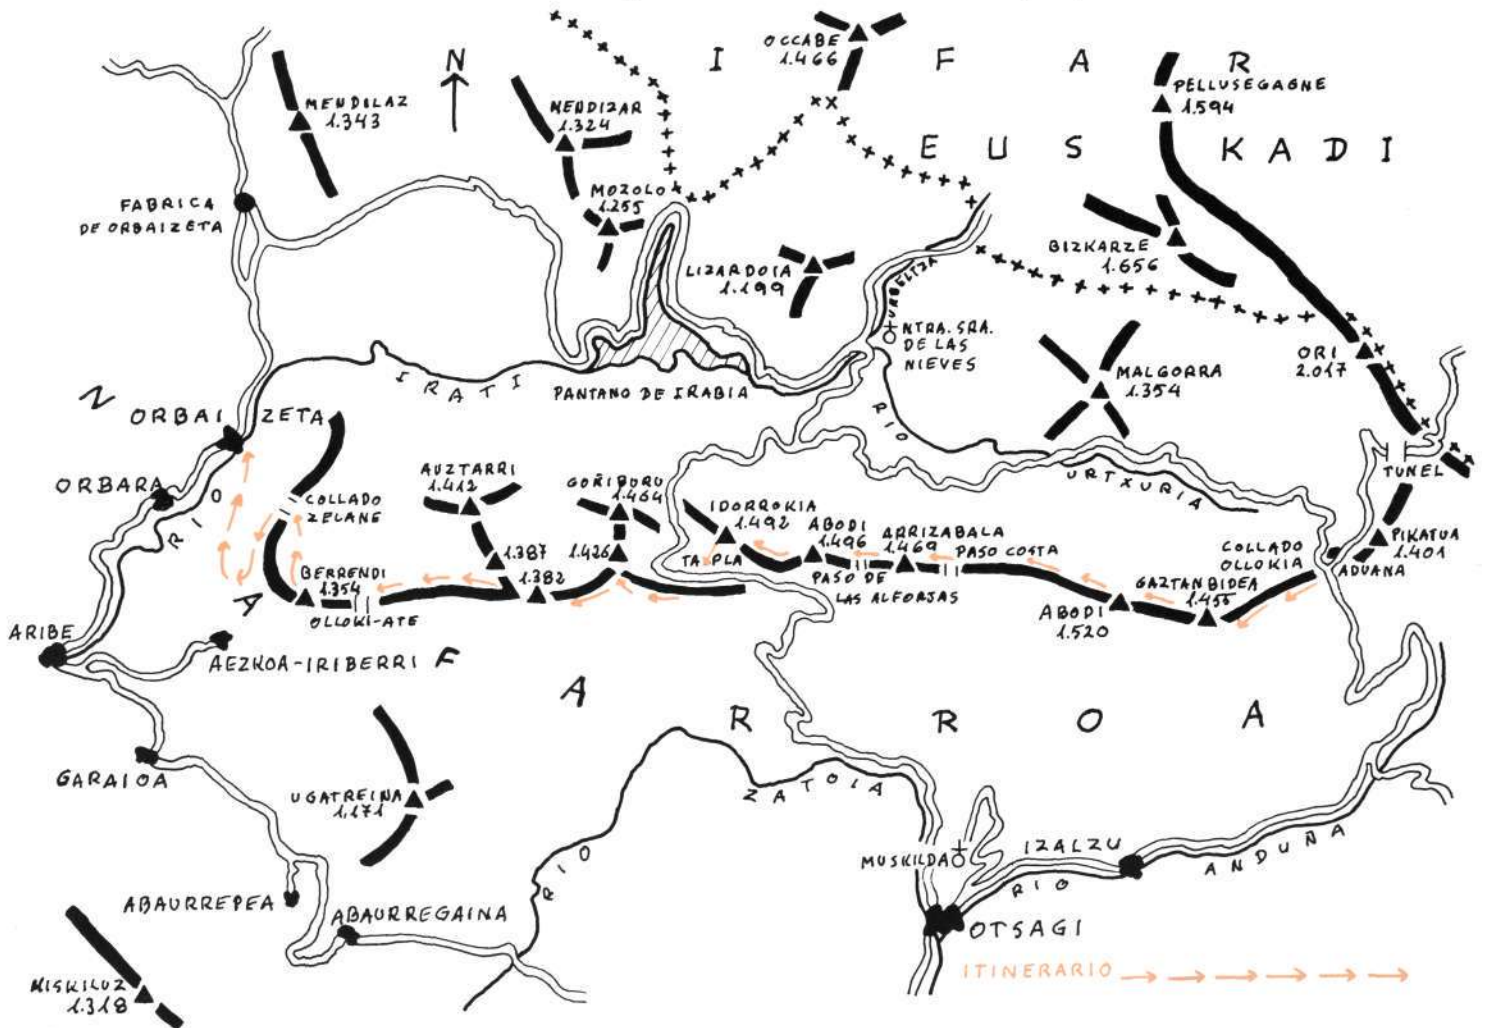 N
I F A R
E U S K A D I
OCCABE
1.466
PELLUSEGAGNE
1.594
MENDILAZ
1.343
MENDIZAR
1.324
MOZOLO
1.255
FABRICA
DE ORBAIZETA
LIZARDOIA
1.199
URBELTZA
BIZKARZE
1.656
NTRA. SRA.
DE LAS
NIEVES
ORI
2.017
MALGORRA
1.354
IRATI
PANTANO DE IRABIA
RIO
URTXURIA
TUNEL
N A F A R R O A
ORBAIZETA
ORBARA
RIO
COLLADO
ZELANE
AUZTARRI
1.412
GOÑIBURU
1.464
IDORROKIA
1.492
ABODI
1.496
ARRIZABALA
1.469
PASO COSTA
COLLADO
OLLOKIA
PIKATUA
1.401
ADUANA
1.387
1.426
TAPLA
PASO DE
LAS ALFORJAS
GAZTANBIDEA
1.455
BERRENDI
1.354
1.382
OLLOKI-ATE
ABODI
1.520
ARIBE
AEZKOA-IRIBERRI
GARAIOA
UGATREINA
1.171
ZATOIA
RIO
MUSKILDA
IZALZU
RIO
ANDUÑA
ABAURREPEA
ABAURREGAINA
OTSAGI
MISKILUZ
1.318
ITINERARIO